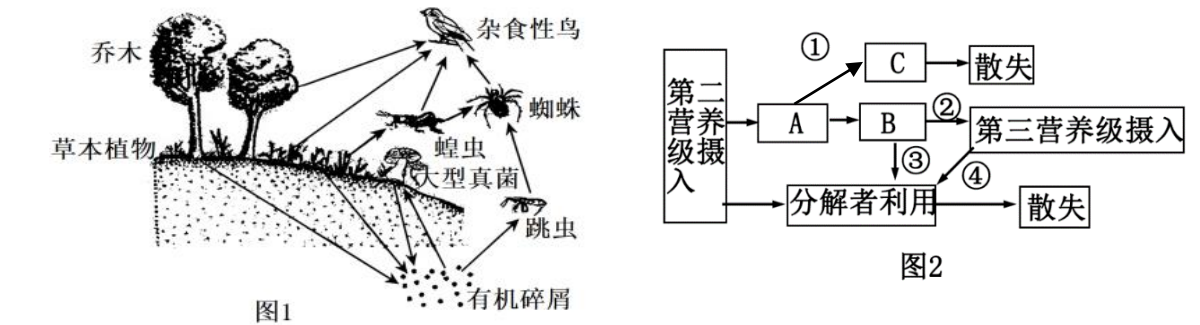 杂食性鸟
乔木
蜘蛛
草本植物
蝗虫
大型真菌
跳虫
有机碎屑
图1
①
C
散失
第二营养级摄入
A
B
②
第三营养级摄入
③
④
分解者利用
散失
图2